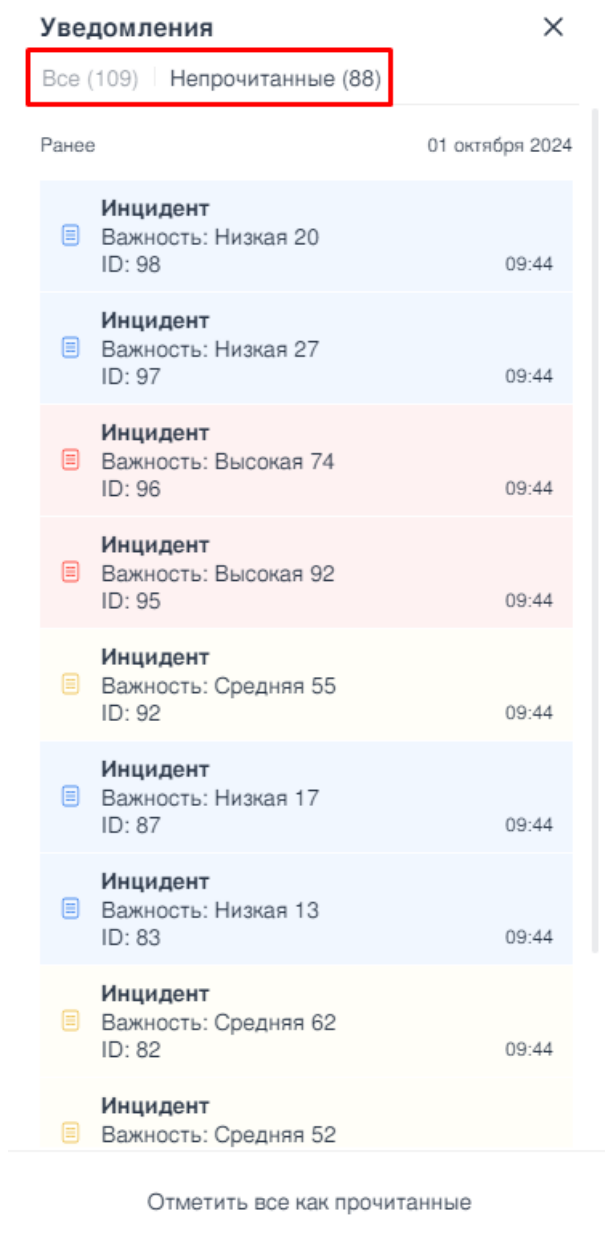 Уведомления
Все (109) Непрочитанные (88)
Ранее 01 октября 2024
Инцидент
Важность: Низкая 20
ID: 98 09:44
Инцидент
Важность: Низкая 27
ID: 97 09:44
Инцидент
Важность: Высокая 74
ID: 96 09:44
Инцидент
Важность: Высокая 92
ID: 95 09:44
Инцидент
Важность: Средняя 55
ID: 92 09:44
Инцидент
Важность: Низкая 17
ID: 87 09:44
Инцидент
Важность: Низкая 13
ID: 83 09:44
Инцидент
Важность: Средняя 62
ID: 82 09:44
Инцидент
Важность: Средняя 52
Отметить все как прочитанные